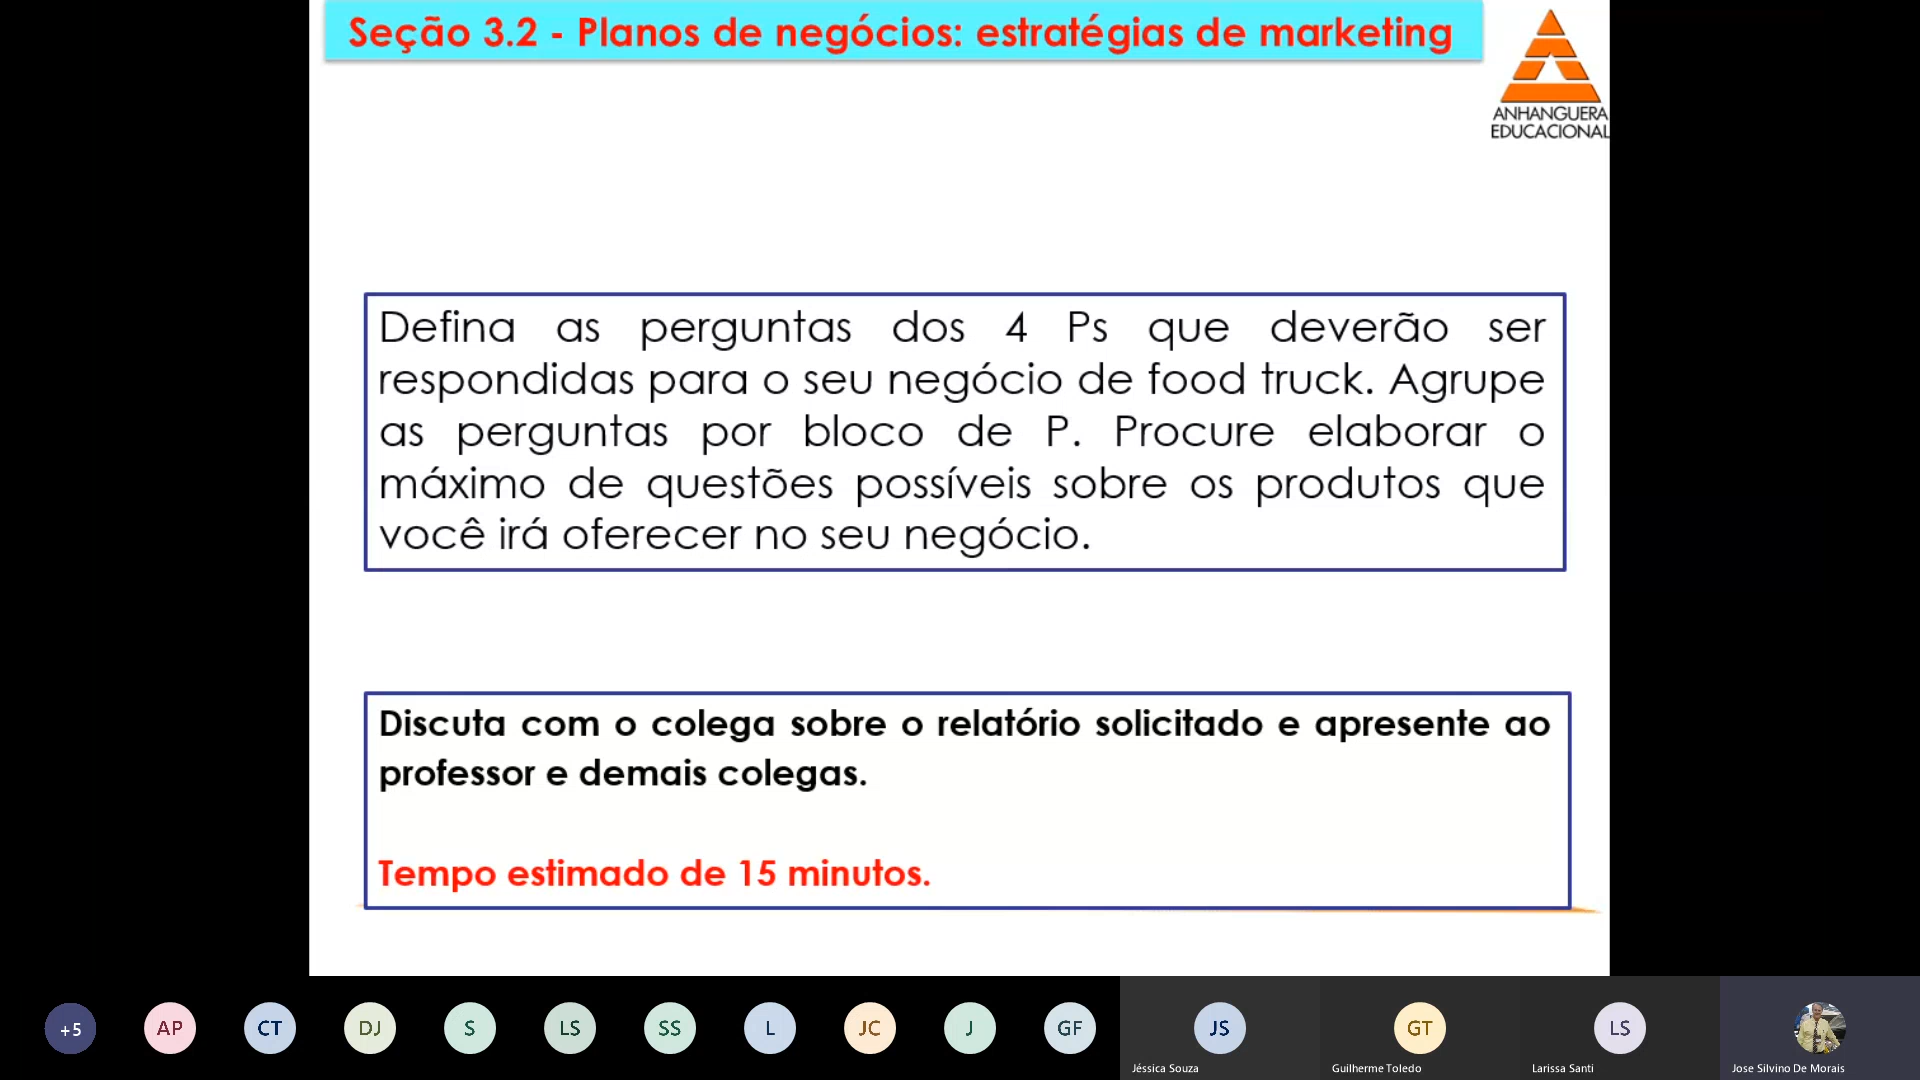 Seção 3.2 - Planos de negócios: estratégias de marketing
ANHANGUERA
EDUCACIONAL
Defina as perguntas dos 4 Ps que deverão ser
respondidas para o seu negócio de food truck. Agrupe
as perguntas por bloco de P. Procure elaborar o
máximo de questões possíveis sobre os produtos que
você irá oferecer no seu negócio.
Discuta com o colega sobre o relatório solicitado e apresente ao
professor e demais colegas.
Tempo estimado de 15 minutos.
+5 AP CT DJ S LS SS L JC J GF JS GT LS
Jéssica Souza Guilherme Toledo Larissa Santi Jose Silvino De Morais